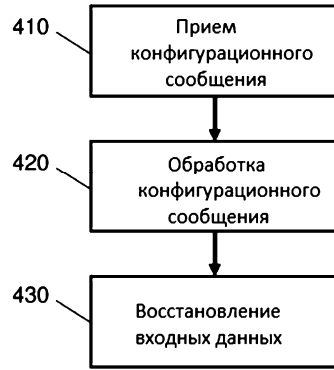 410
Прием
конфигурационного
сообщения
420
Обработка
конфигурационного
сообщения
430
Восстановление
входных данных